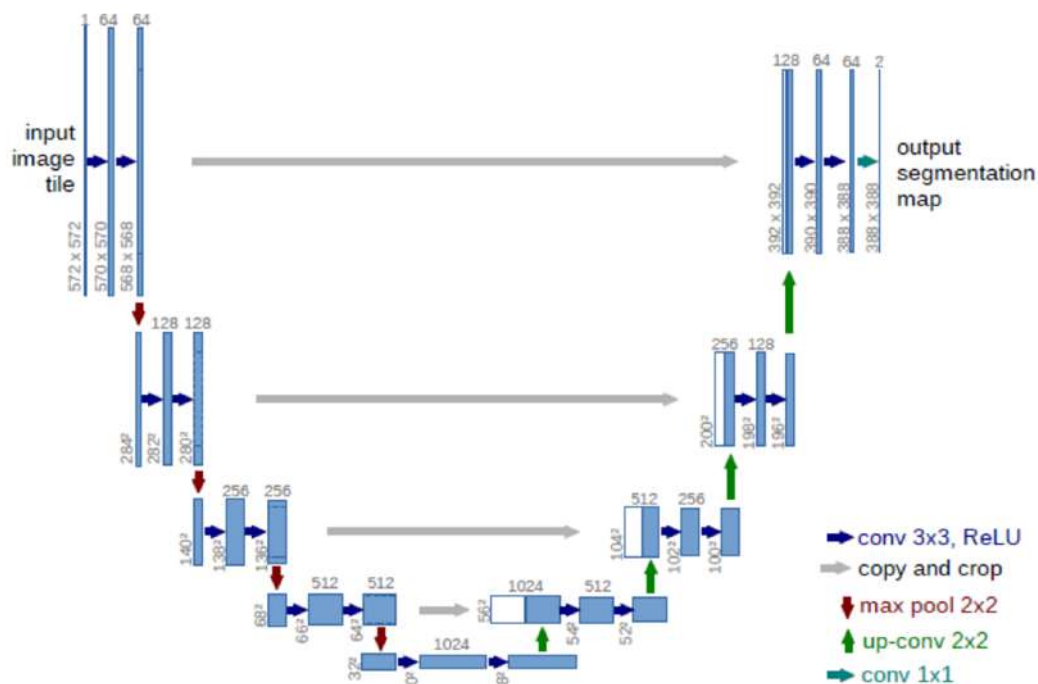 1 64 64
input
image
tile
572 x 572
570 x 570
568 x 568
128 64 64 2
output
segmentation
map
392 x 392
390 x 390
388 x 388
388 x 388
128 128
284²
282²
280²
256 128
200²
198²
196²
256 256
140²
138²
136²
512 256
104²
102²
100²
512 512
68²
66²
64²
1024 512
56²
54²
52²
1024
32²
conv 3x3, ReLU
copy and crop
max pool 2x2
up-conv 2x2
conv 1x1